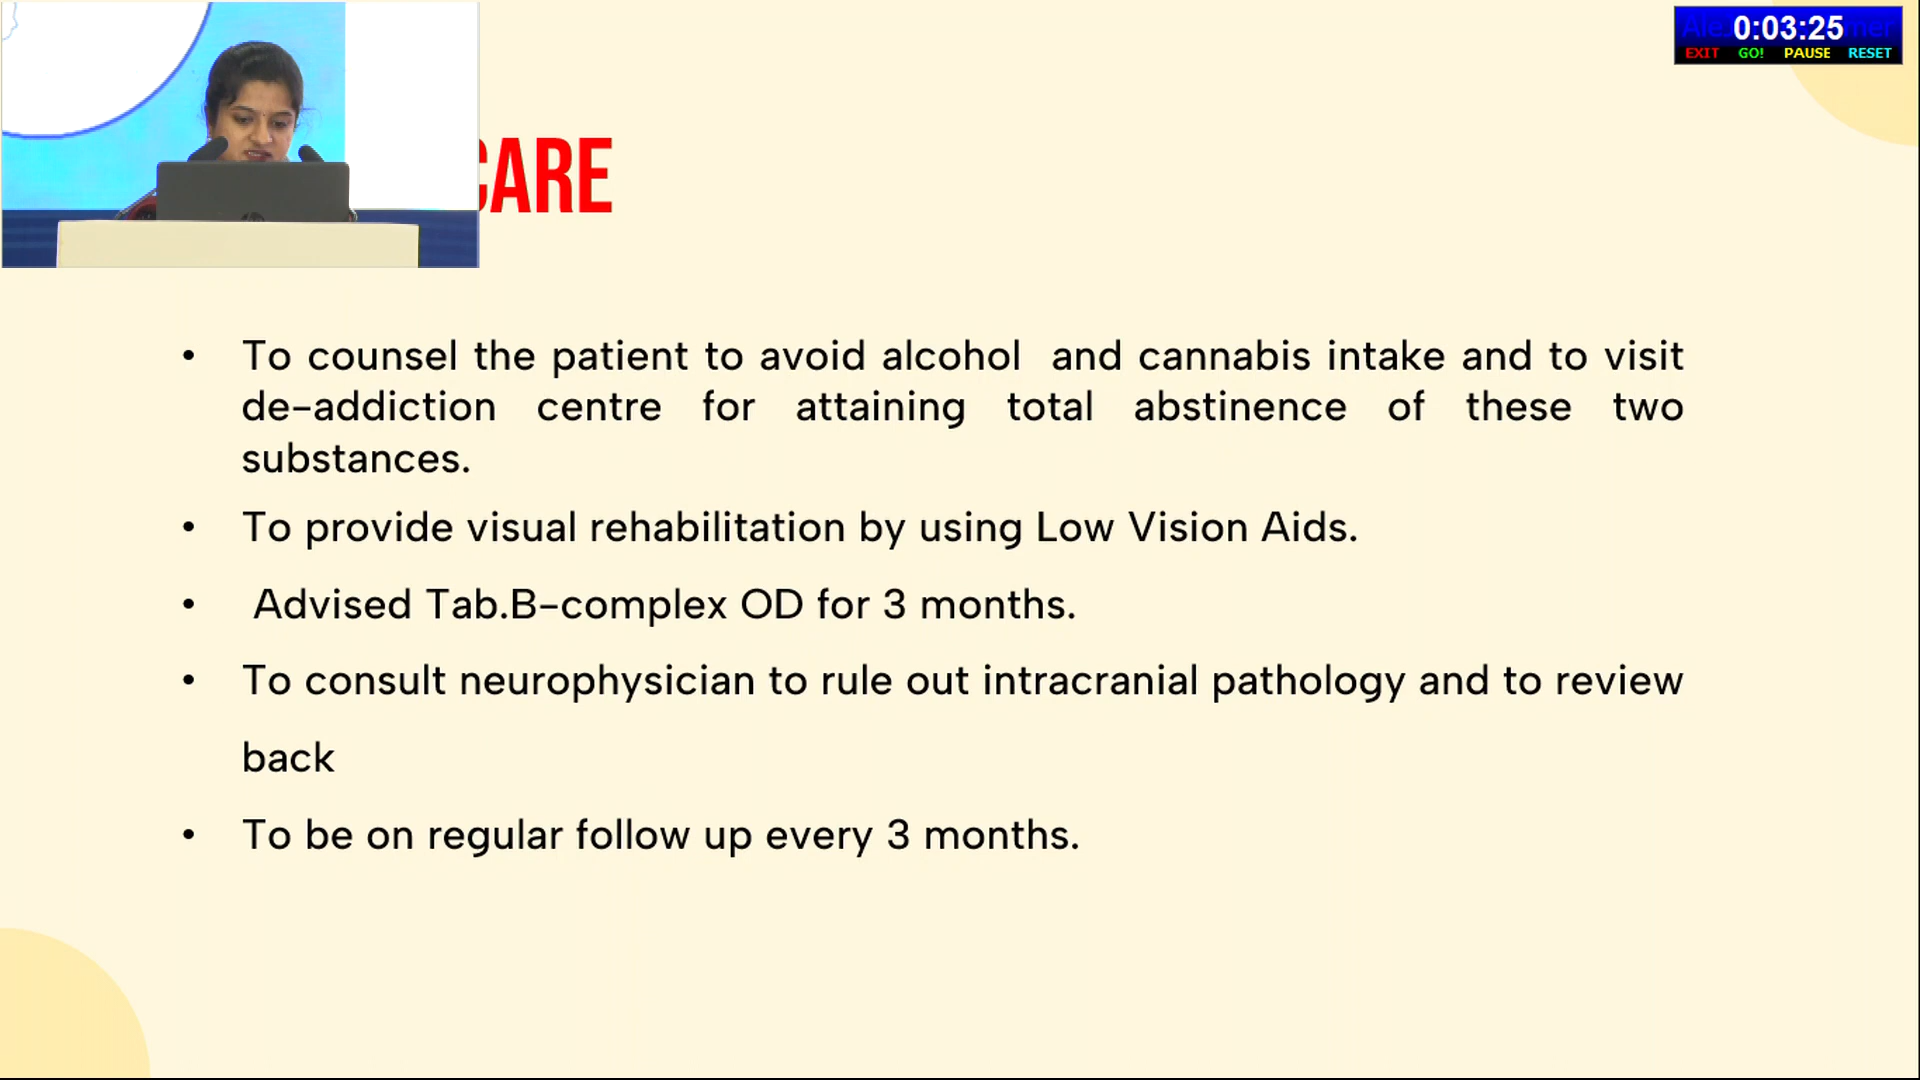 0:03:25
EXIT GO! PAUSE RESET
CARE
• To counsel the patient to avoid alcohol and cannabis intake and to visit
de-addiction centre for attaining total abstinence of these two
substances.
• To provide visual rehabilitation by using Low Vision Aids.
• Advised Tab.B-complex OD for 3 months.
• To consult neurophysician to rule out intracranial pathology and to review
back
• To be on regular follow up every 3 months.